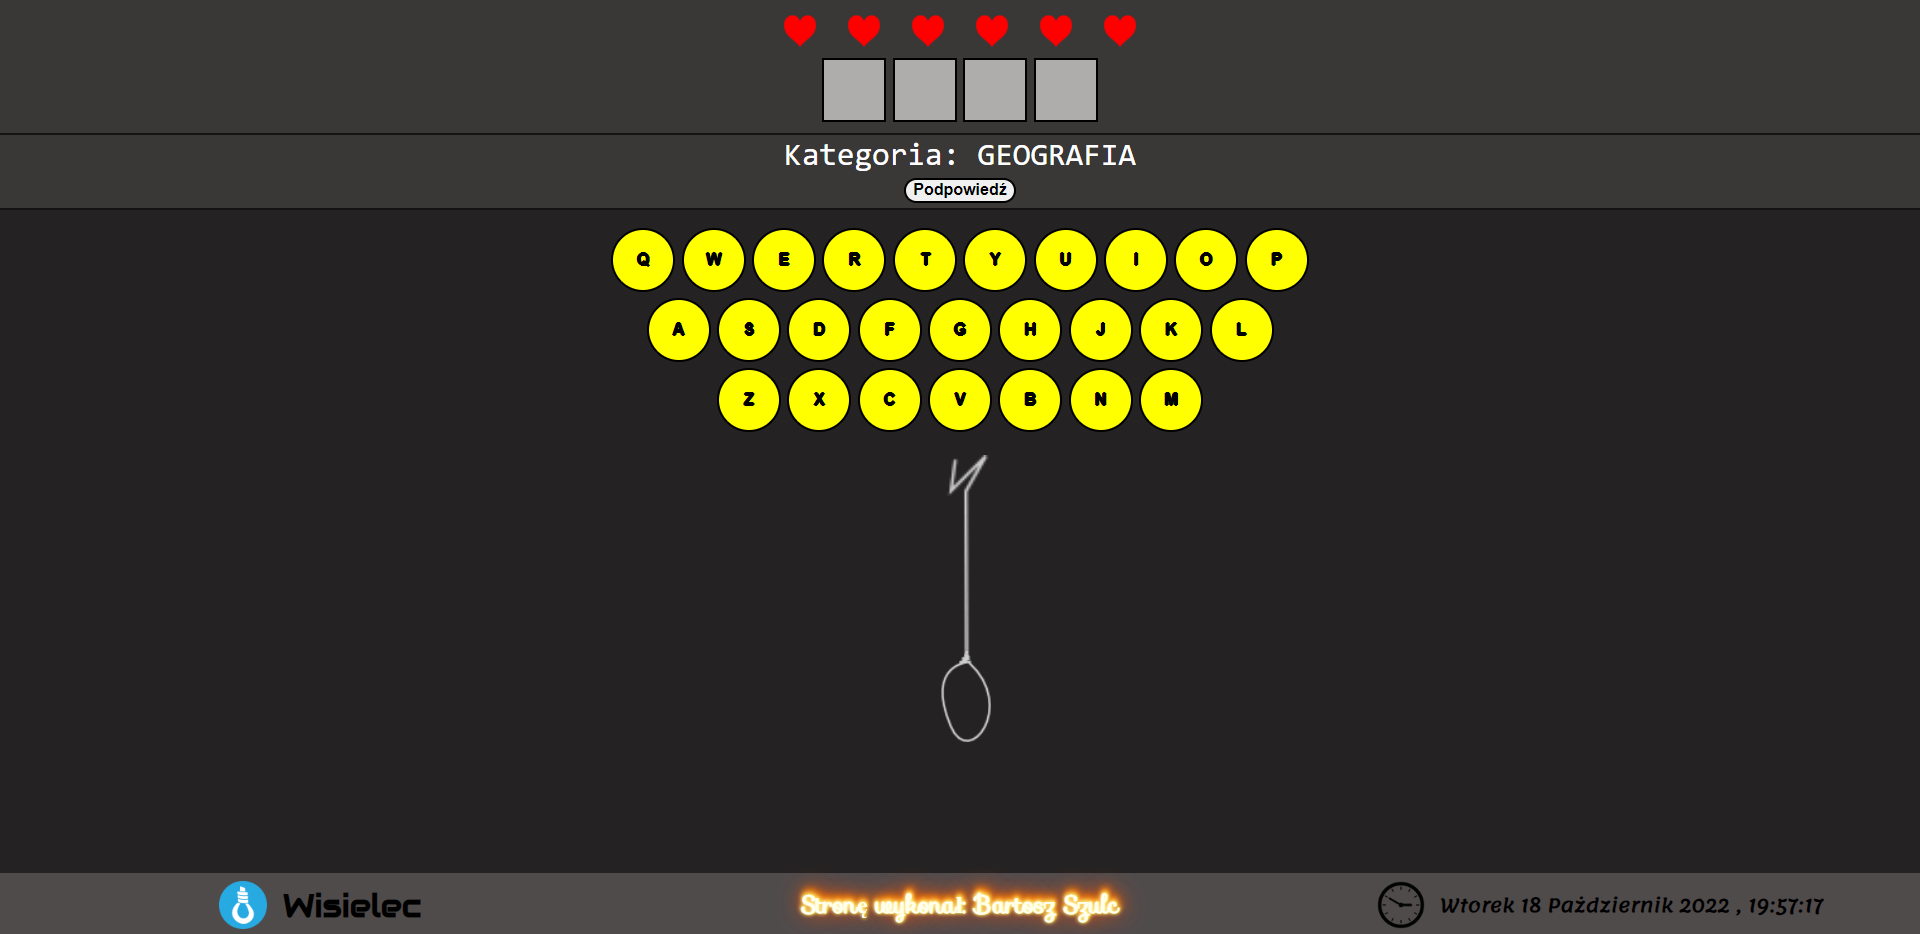 Kategoria: GEOGRAFIA
Podpowiedź
Q W E R T Y U I O P
A S D F G H J K L
Z X C V B N M
Wisielec
Stronę wykonał: Bartosz Szulc
Wtorek 18 Październik 2022 , 19:57:17